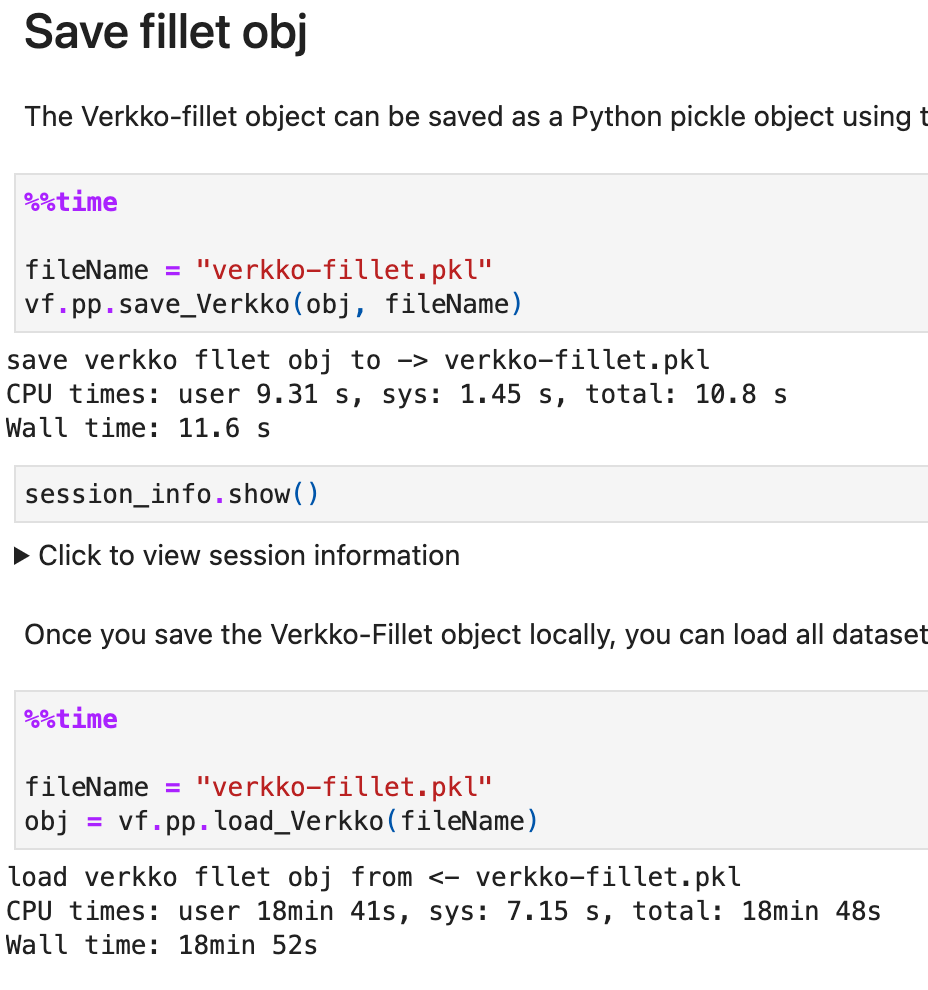 Save fillet obj
The Verkko-fillet object can be saved as a Python pickle object using t
%%time
fileName = "verkko-fillet.pkl"
vf.pp.save_Verkko(obj, fileName)
save verkko fllet obj to -> verkko-fillet.pkl
CPU times: user 9.31 s, sys: 1.45 s, total: 10.8 s
Wall time: 11.6 s
session_info.show()
▶ Click to view session information
Once you save the Verkko-Fillet object locally, you can load all dataset
%%time
fileName = "verkko-fillet.pkl"
obj = vf.pp.load_Verkko(fileName)
load verkko fllet obj from <- verkko-fillet.pkl
CPU times: user 18min 41s, sys: 7.15 s, total: 18min 48s
Wall time: 18min 52s